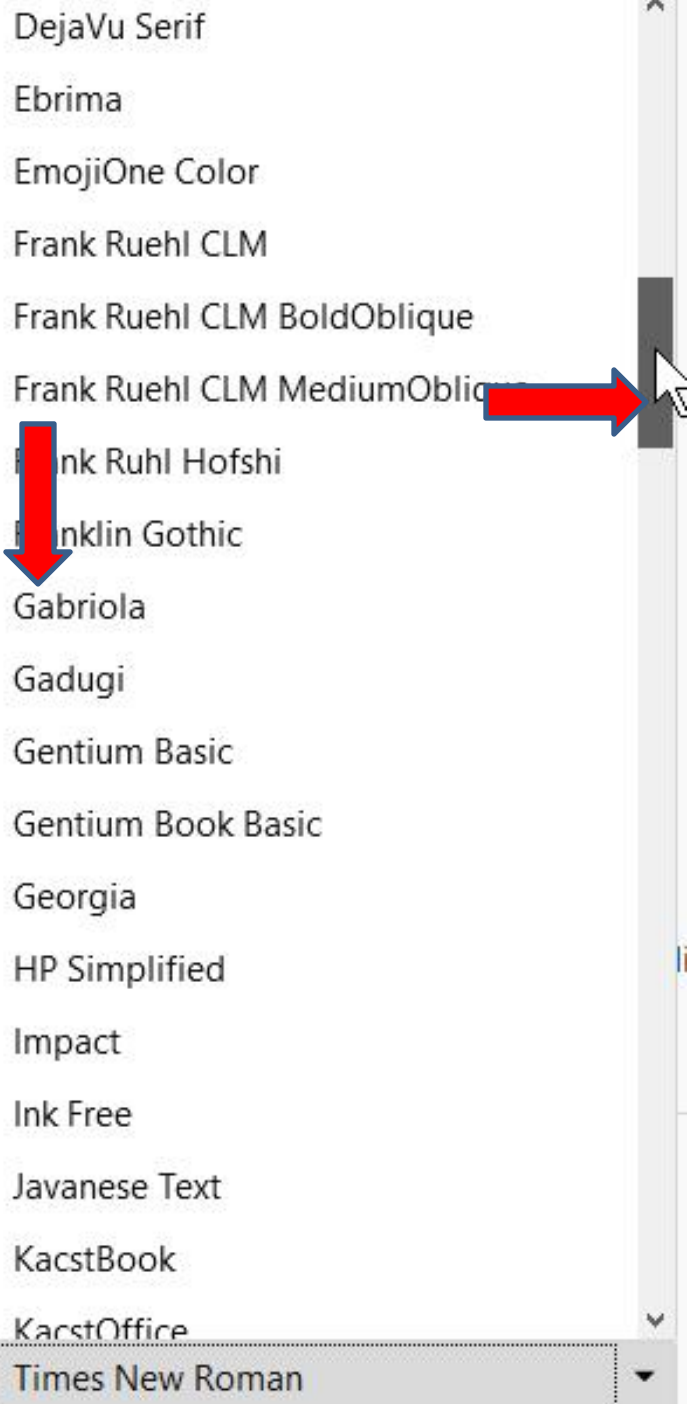 DejaVu Serif
Ebrima
EmojiOne Color
Frank Ruehl CLM
Frank Ruehl CLM BoldOblique
Frank Ruehl CLM
nk Ruhl Hofshi
nklin Gothic
Gabriola
Gadugi
Gentium Basic
Gentium Book Basic
Georgia
HP Simplified
Impact
Ink Free
Javanese Text
KacstBook
KacstOffice
Times New Roman